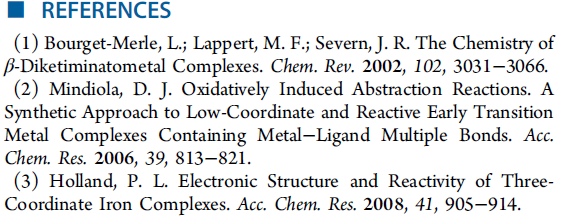 ■ REFERENCES
(1) Bourget-Merle, L.; Lappert, M. F.; Severn, J. R. The Chemistry of
β-Diketiminatometal Complexes. Chem. Rev. 2002, 102, 3031−3066.
(2) Mindiola, D. J. Oxidatively Induced Abstraction Reactions. A
Synthetic Approach to Low-Coordinate and Reactive Early Transition
Metal Complexes Containing Metal−Ligand Multiple Bonds. Acc.
Chem. Res. 2006, 39, 813−821.
(3) Holland, P. L. Electronic Structure and Reactivity of Three-
Coordinate Iron Complexes. Acc. Chem. Res. 2008, 41, 905−914.